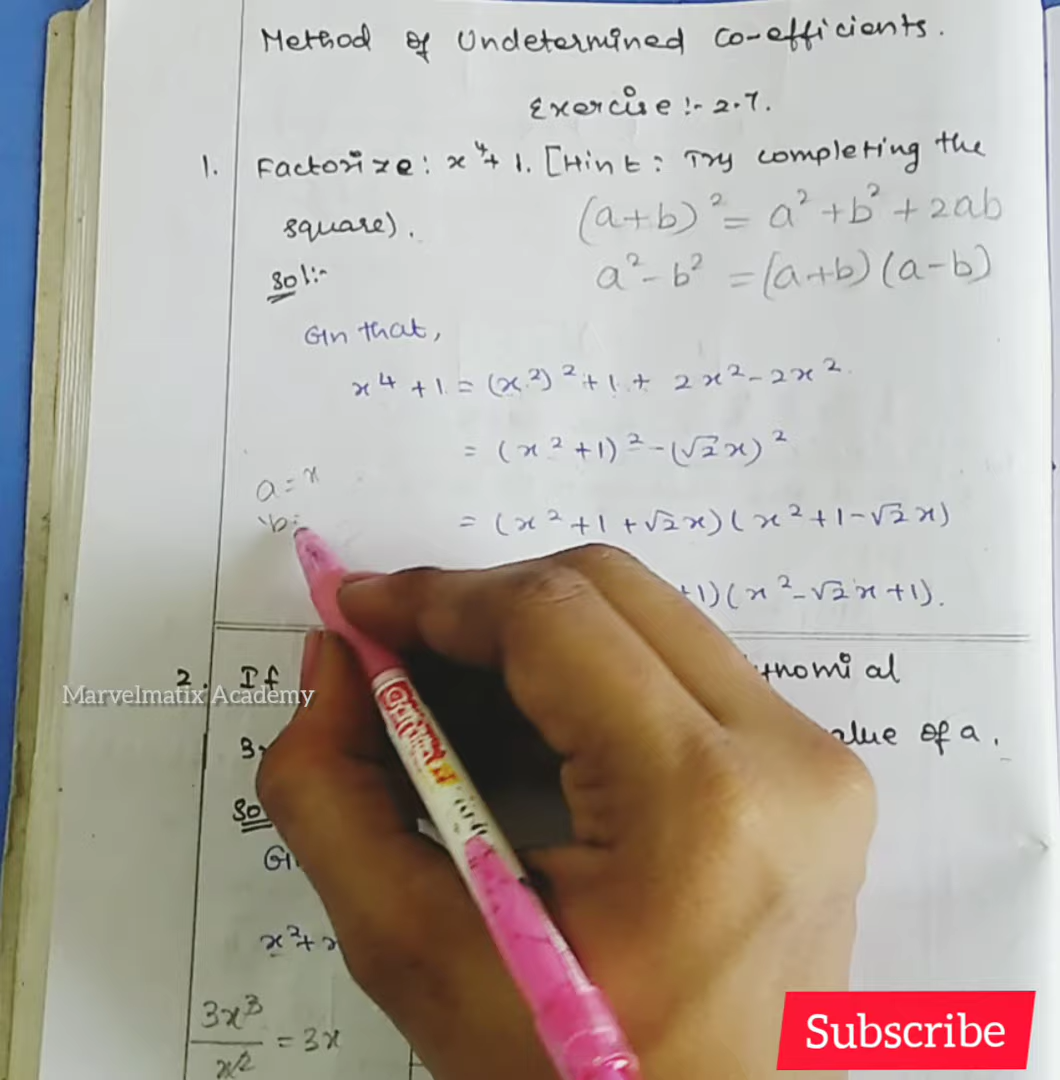 Method of Undetermined Co-efficients.
Exercise :- 2.7.
1. Factorize : x⁴ + 1. [Hint : Try completing the
square).
(a+b)² = a² + b² + 2ab
a² - b² = (a+b) (a-b)
Sol:-
Gn that,
x⁴ + 1 = (x²)² + 1 + 2x² - 2x².
= (x² + 1)² - (√2x)²
a = x
b =
= (x² + 1 + √2x) (x² + 1 - √2x)
+1) (x² - √2x + 1).
2. If
Marvelmatix Academy
value of a.
So
Gi
x² +
3x³ / x² = 3x
Subscribe